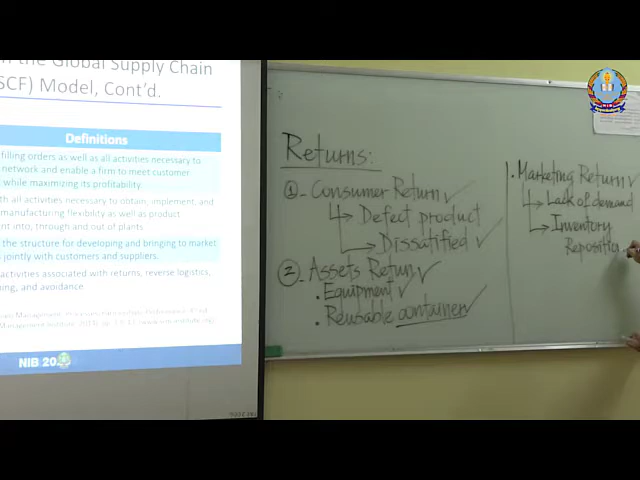 the Global Supply Chain
SCF) Model, Cont'd.
Definitions
filling orders as well as all activities necessary to
network and enable a firm to meet customer
while maximizing its profitability
all activities necessary to obtain, implement, and
manufacturing flexibility as well as product
into, through and out of plants
the structure for developing and bringing to market
jointly with customers and suppliers.
activities associated with returns, reverse logistics,
and avoidance
NIB 20
Returns:
① - Consumer Return ✓
↳ Defect product
↳ Dissatified ✓
② - Assets Retun ✓
• Equipment ✓
• Reusable container ✓
• Marketing Return ✓
↳ Lack of demand
↳ Inventory
Repositio